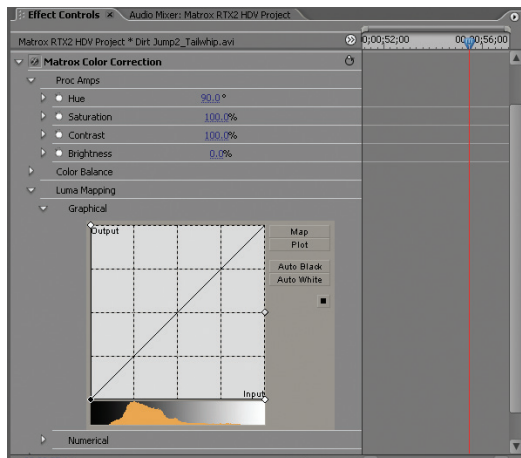 Effect Controls × Audio Mixer: Matrox RTX2 HDV Project
Matrox RTX2 HDV Project * Dirt Jump2_Tailwhip.avi
0;00;52;00 00;00;56;00
Matrox Color Correction
Proc Amps
Hue 90.0°
Saturation 100.0%
Contrast 100.0%
Brightness 0.0%
Color Balance
Luma Mapping
Graphical
Output
Map
Plot
Auto Black
Auto White
Input
Numerical